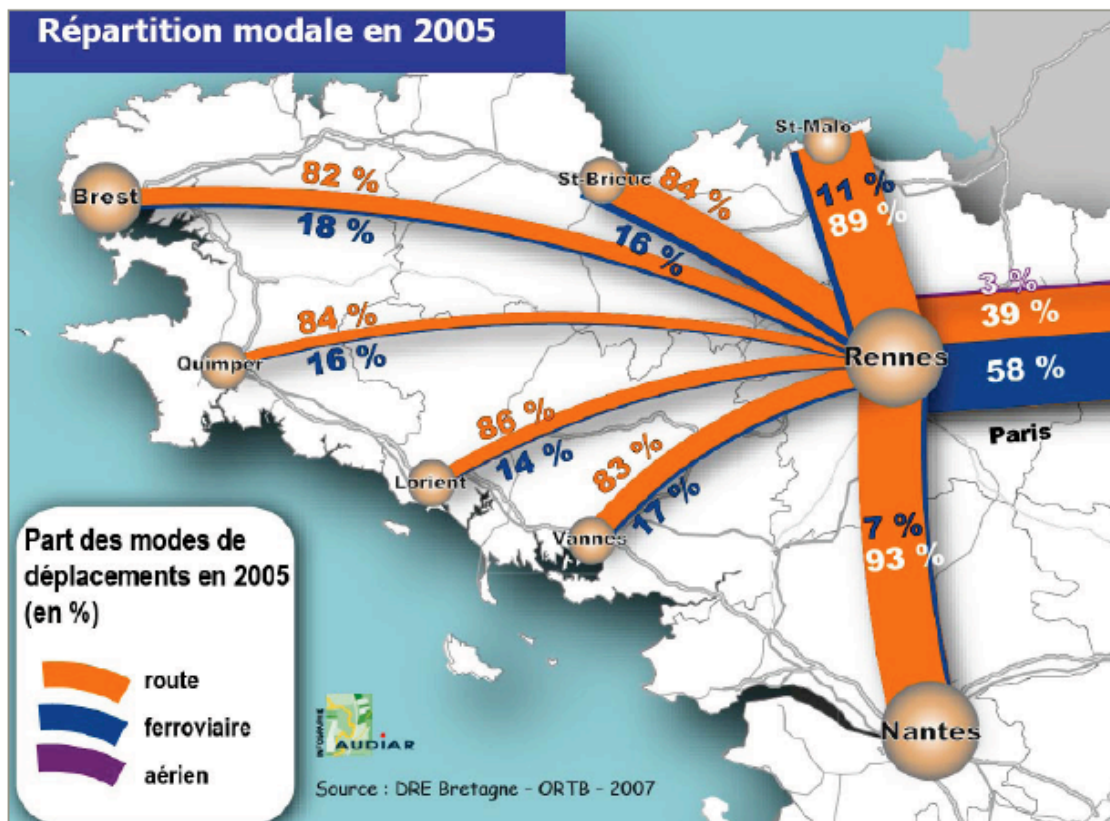 Répartition modale en 2005
St-Malo
Brest
82 %
18 %
St-Brieuc
84 %
16 %
11 %
89 %
3 %
39 %
58 %
Paris
Rennes
Quimper
84 %
16 %
Lorient
86 %
14 %
Vannes
83 %
17 %
7 %
93 %
Nantes
Part des modes de
déplacements en 2005
(en %)
route
ferroviaire
aérien
INFOGRAPHIE
AUDIAR
Source : DRE Bretagne - ORTB - 2007